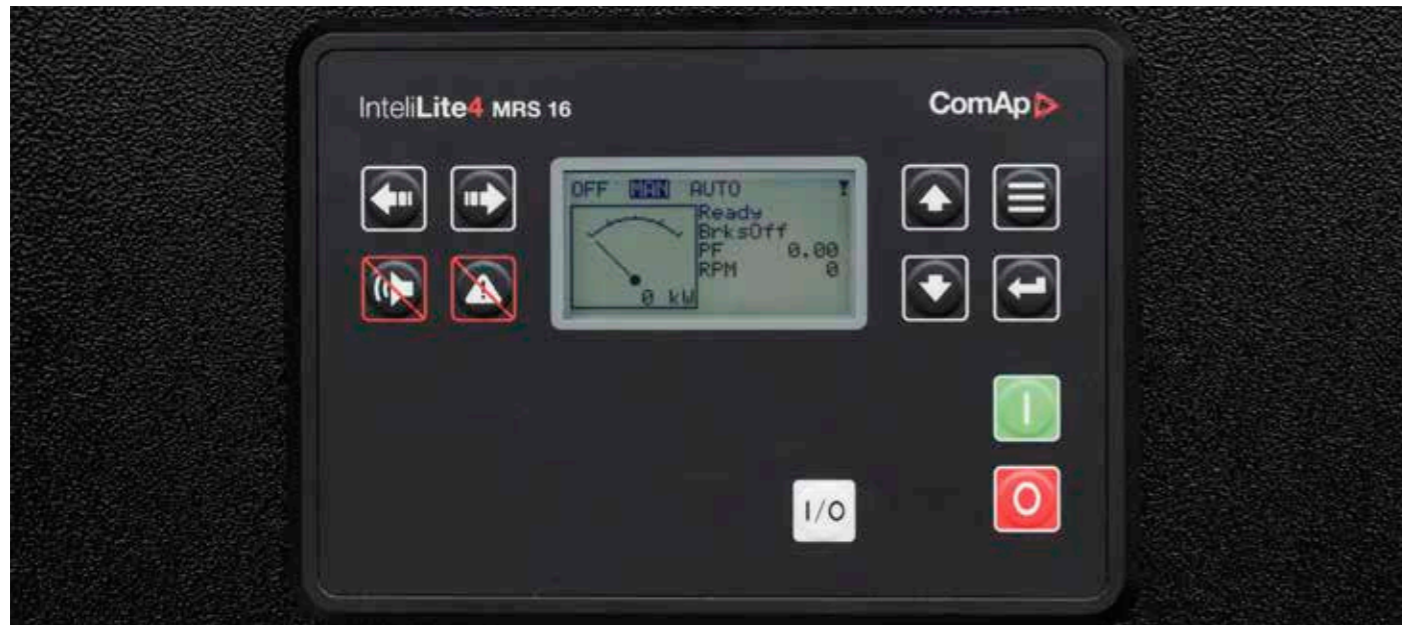 InteliLite4 MRS 16
ComAp
OFF MAN AUTO
Ready
BrksOff
PF 0.00
RPM 0
0 kW
I/O